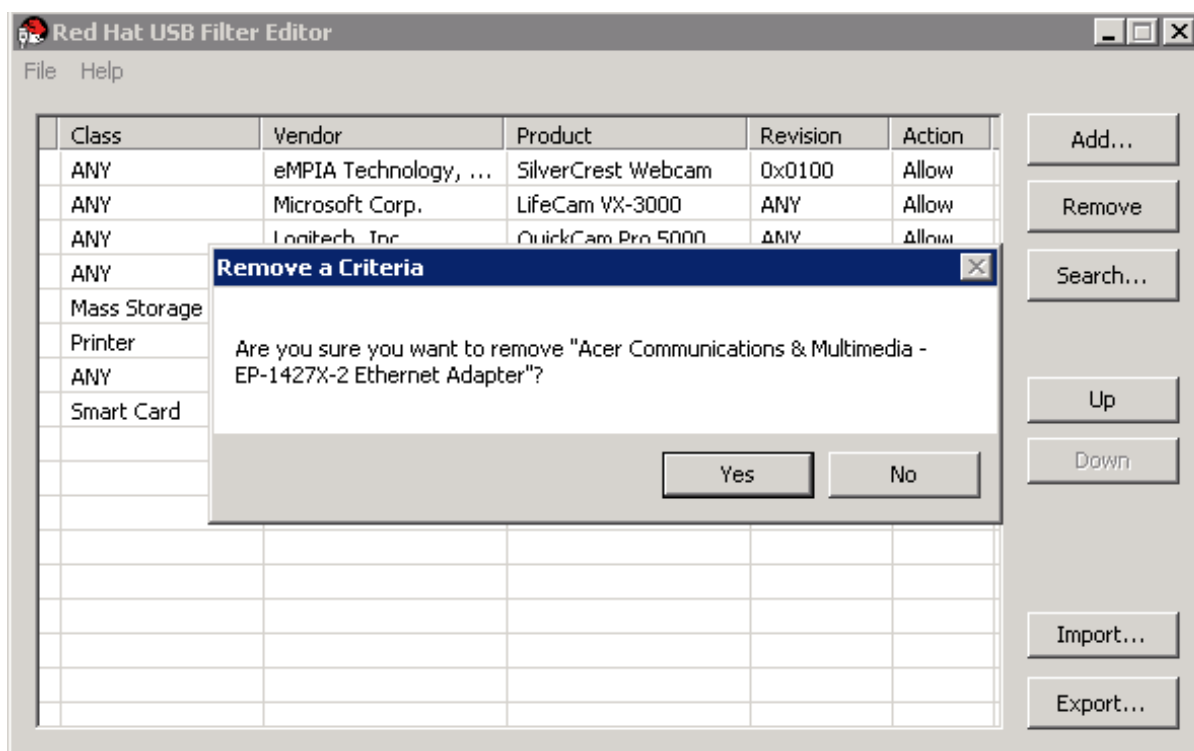 Red Hat USB Filter Editor
File Help
Class Vendor Product Revision Action
ANY eMPIA Technology, ... SilverCrest Webcam 0x0100 Allow
ANY Microsoft Corp. LifeCam VX-3000 ANY Allow
ANY Logitech, Inc. QuickCam Pro 5000 ANY Allow
ANY
Mass Storage
Printer
ANY
Smart Card
Remove a Criteria
Are you sure you want to remove "Acer Communications & Multimedia -
EP-1427X-2 Ethernet Adapter"?
Yes No
Add...
Remove
Search...
Up
Down
Import...
Export...